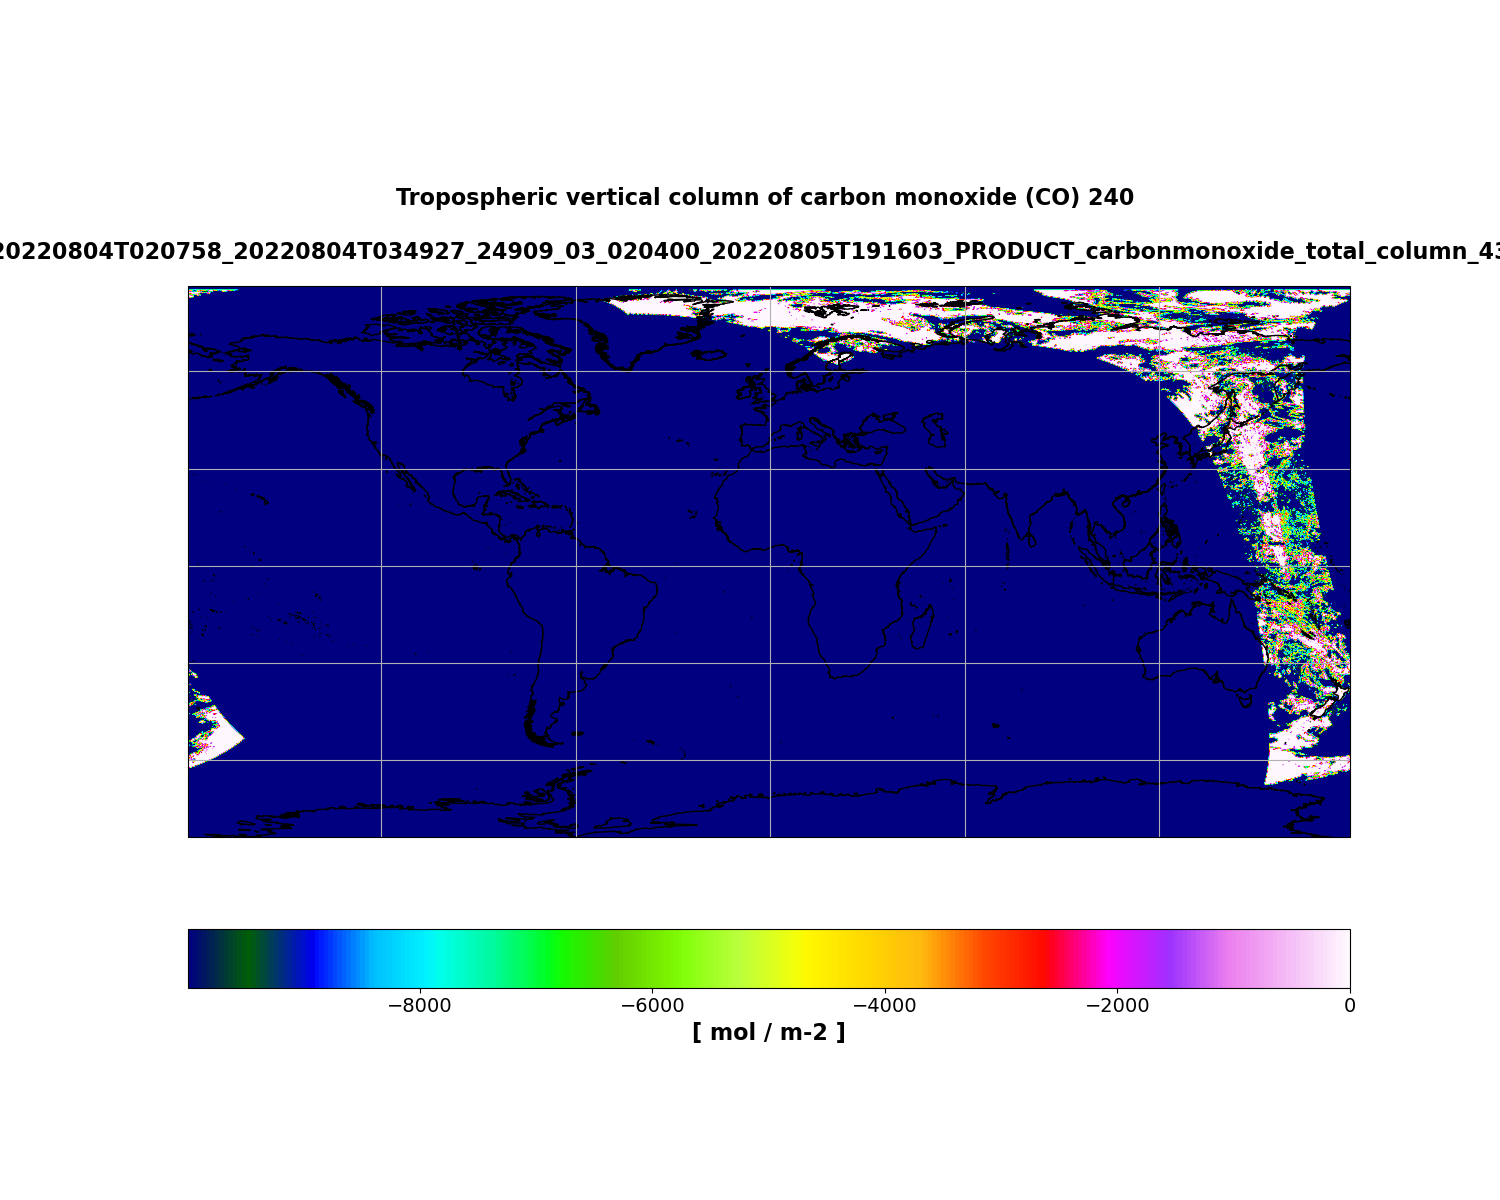 Tropospheric vertical column of carbon monoxide (CO) 240
20220804T020758_20220804T034927_24909_03_020400_20220805T191603_PRODUCT_carbonmonoxide_total_column_43
−8000 −6000 −4000 −2000 0
[ mol / m-2 ]